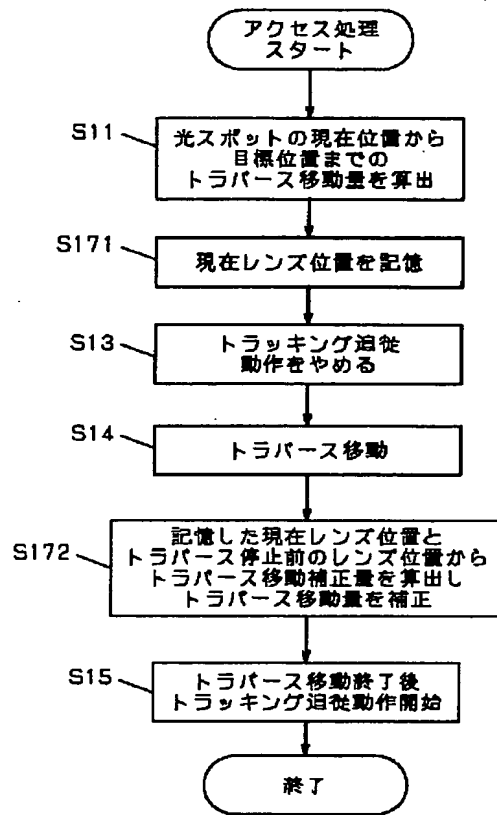 アクセス処理
スタート
S11
光スポットの現在位置から
目標位置までの
トラバース移動量を算出
S171
現在レンズ位置を記憶
S13
トラッキング追従
動作をやめる
S14
トラバース移動
S172
記憶した現在レンズ位置と
トラバース停止前のレンズ位置から
トラバース移動補正量を算出し
トラバース移動量を補正
S15
トラバース移動終了後
トラッキング追従動作開始
終了